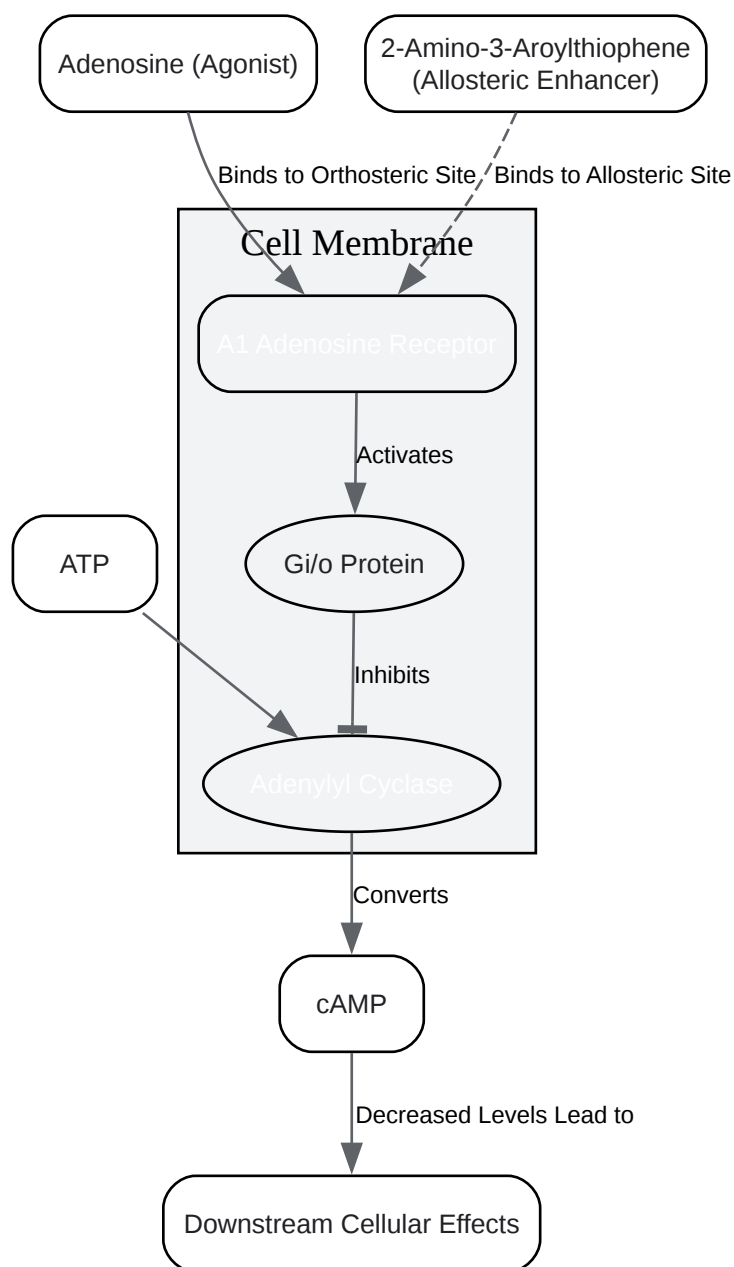 Adenosine (Agonist)
2-Amino-3-Aroylthiophene
(Allosteric Enhancer)
Binds to Orthosteric Site
Binds to Allosteric Site
Cell Membrane
A1 Adenosine Receptor
Activates
ATP
Gi/o Protein
Inhibits
Adenylyl Cyclase
Converts
cAMP
Decreased Levels Lead to
Downstream Cellular Effects